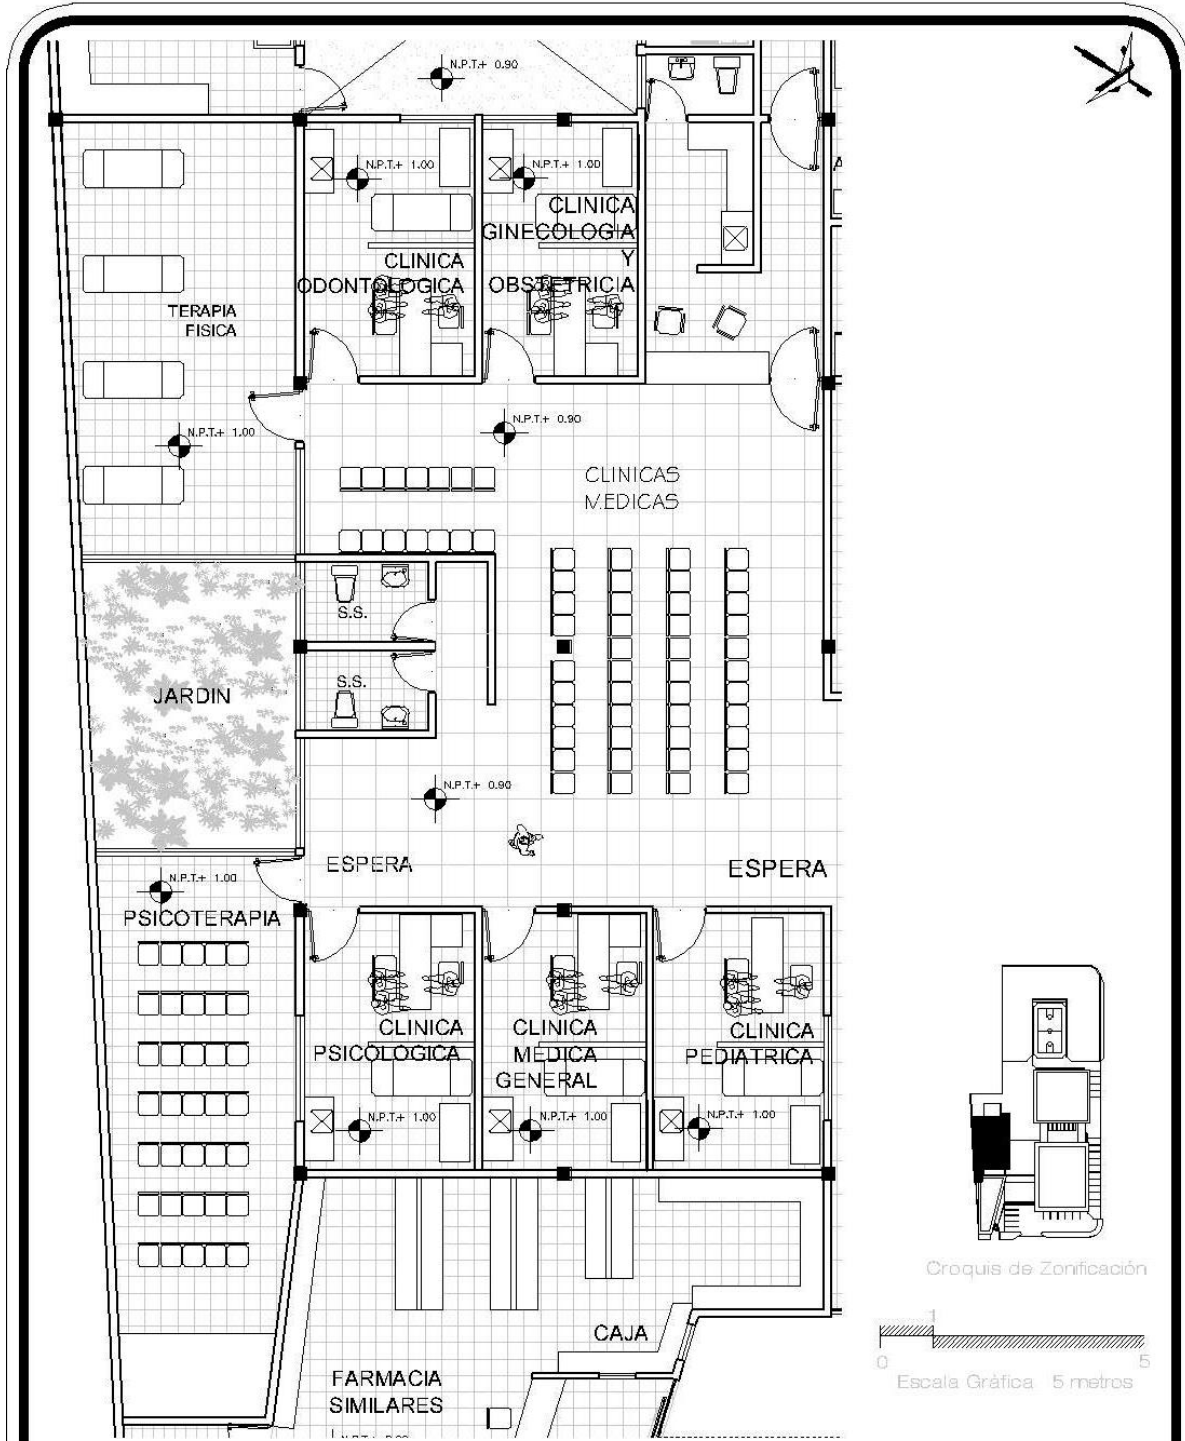 N.P.T.+ 0.90
N.P.T.+ 1.00
N.P.T.+ 1.00
CLINICA
GINECOLOGIA
Y
OBSTETRICIA
CLINICA
ODONTOLOGICA
TERAPIA
FISICA
N.P.T.+ 1.00
N.P.T.+ 0.90
CLINICAS
MEDICAS
S.S.
S.S.
JARDIN
N.P.T.+ 0.90
ESPERA
ESPERA
N.P.T.+ 1.00
PSICOTERAPIA
CLINICA
PSICOLOGICA
CLINICA
MEDICA
GENERAL
CLINICA
PEDIATRICA
N.P.T.+ 1.00
N.P.T.+ 1.00
N.P.T.+ 1.00
CAJA
FARMACIA
SIMILARES
Croquis de Zonificación
1
0
5
Escala Gráfica 5 metros